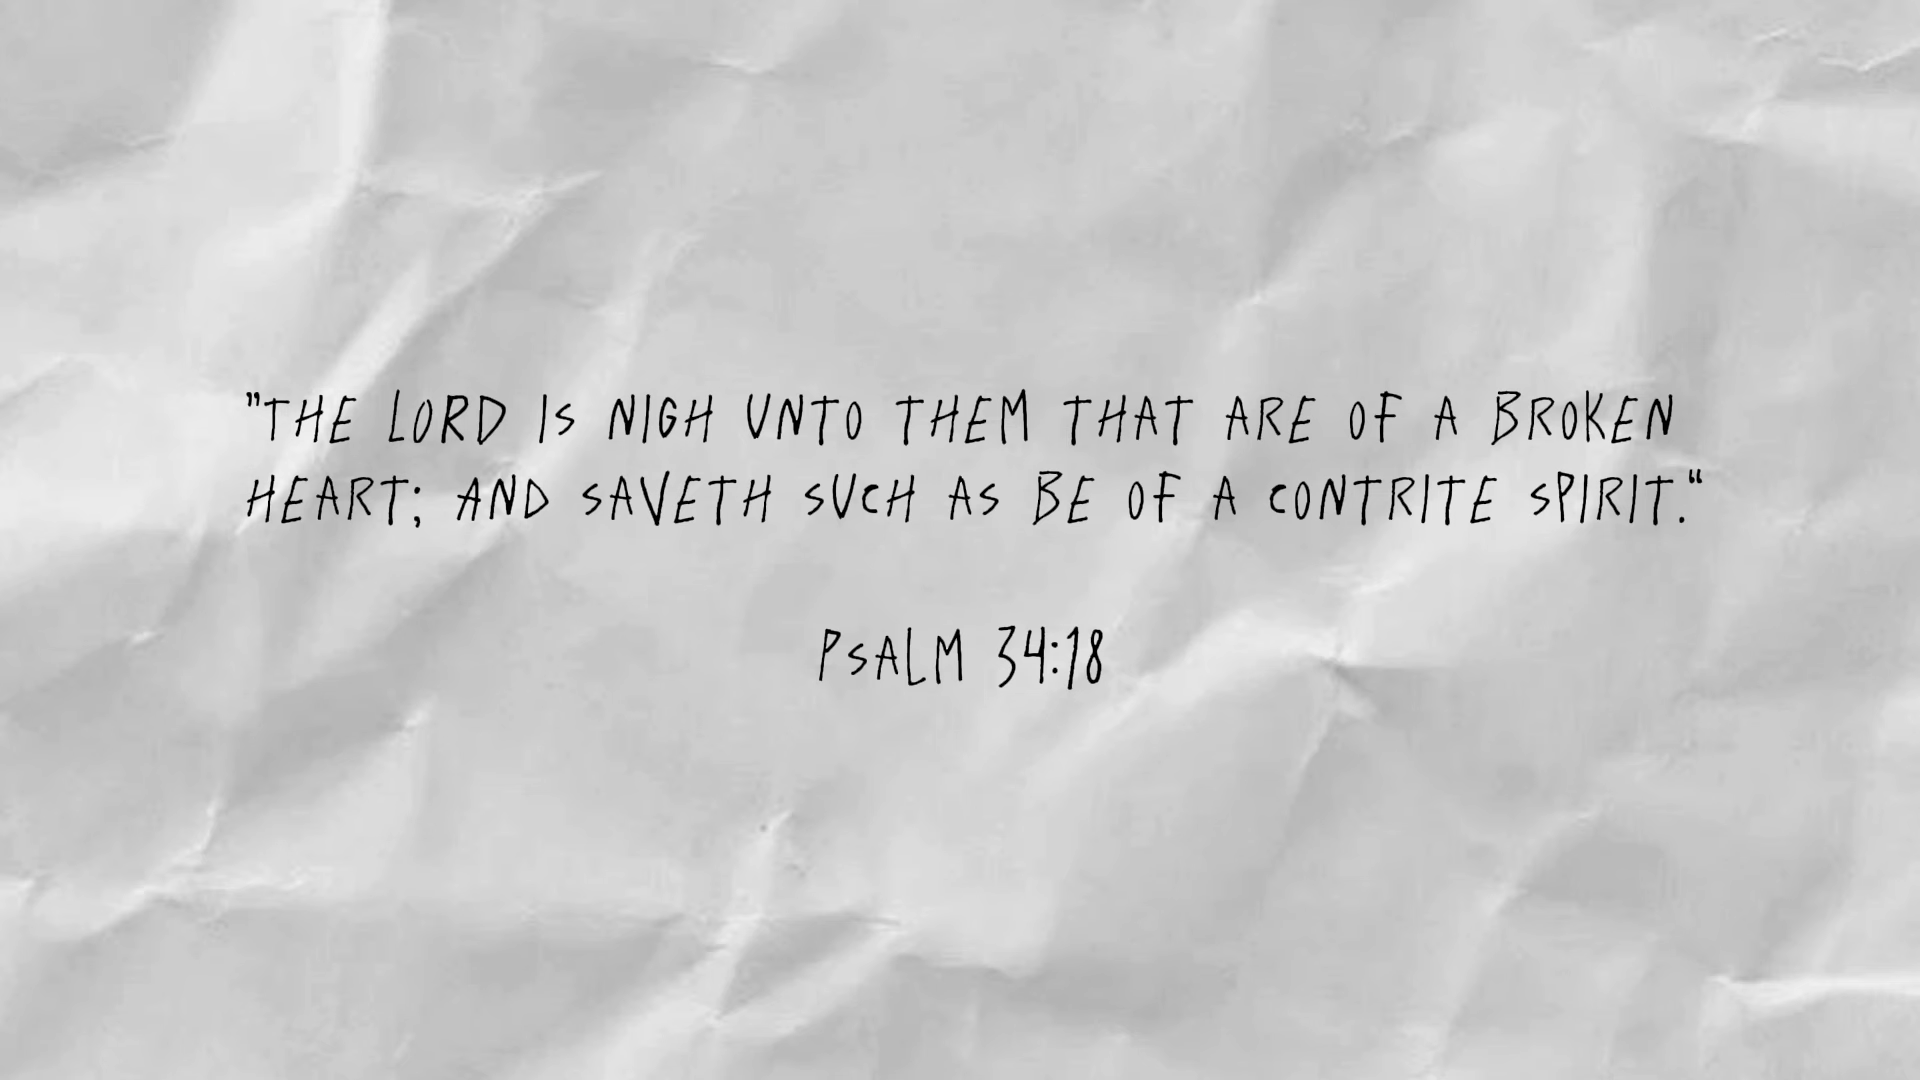 "THE LORD IS NIGH UNTO THEM THAT ARE OF A BROKEN
HEART; AND SAVETH SUCH AS BE OF A CONTRITE SPIRIT.“
PSALM 34:18